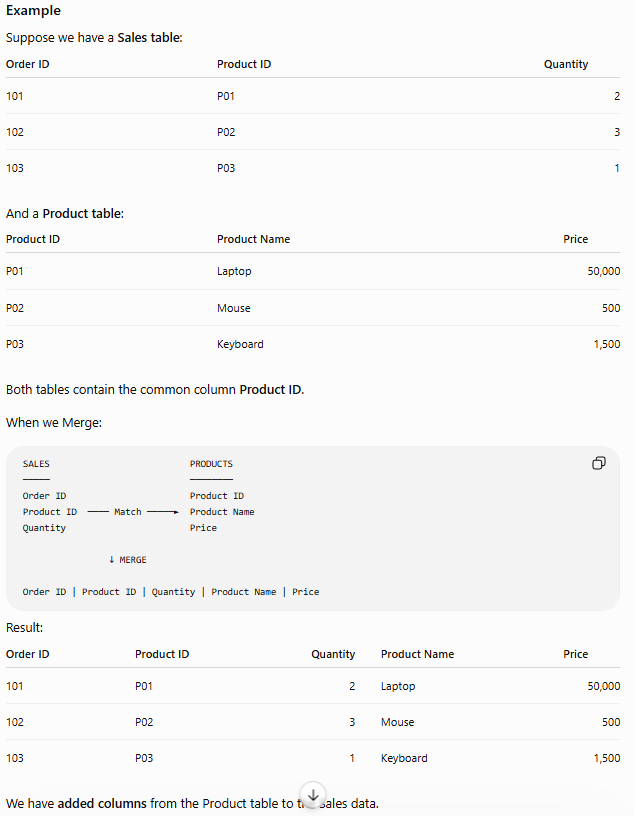 Example
Suppose we have a Sales table:
Order ID Product ID Quantity
101 P01 2
102 P02 3
103 P03 1
And a Product table:
Product ID Product Name Price
P01 Laptop 50,000
P02 Mouse 500
P03 Keyboard 1,500
Both tables contain the common column Product ID.
When we Merge:
SALES PRODUCTS
Order ID Product ID
Product ID ─── Match ────► Product Name
Quantity Price
↓ MERGE
Order ID | Product ID | Quantity | Product Name | Price
Result:
Order ID Product ID Quantity Product Name Price
101 P01 2 Laptop 50,000
102 P02 3 Mouse 500
103 P03 1 Keyboard 1,500
We have added columns from the Product table to Sales data.